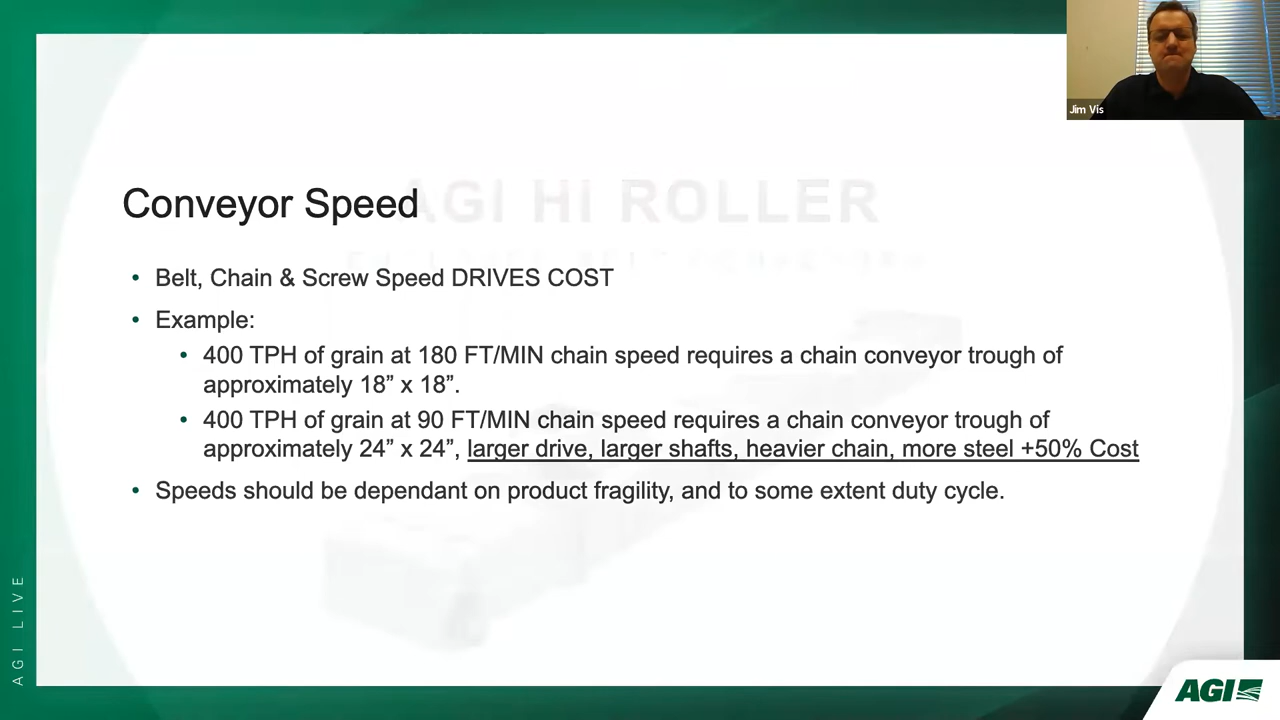 Jim Vis
AGI HI ROLLER
Conveyor Speed
• Belt, Chain & Screw Speed DRIVES COST
• Example:
• 400 TPH of grain at 180 FT/MIN chain speed requires a chain conveyor trough of
approximately 18” x 18”.
• 400 TPH of grain at 90 FT/MIN chain speed requires a chain conveyor trough of
approximately 24” x 24”, larger drive, larger shafts, heavier chain, more steel +50% Cost
• Speeds should be dependant on product fragility, and to some extent duty cycle.
AGI LIVE
AGI